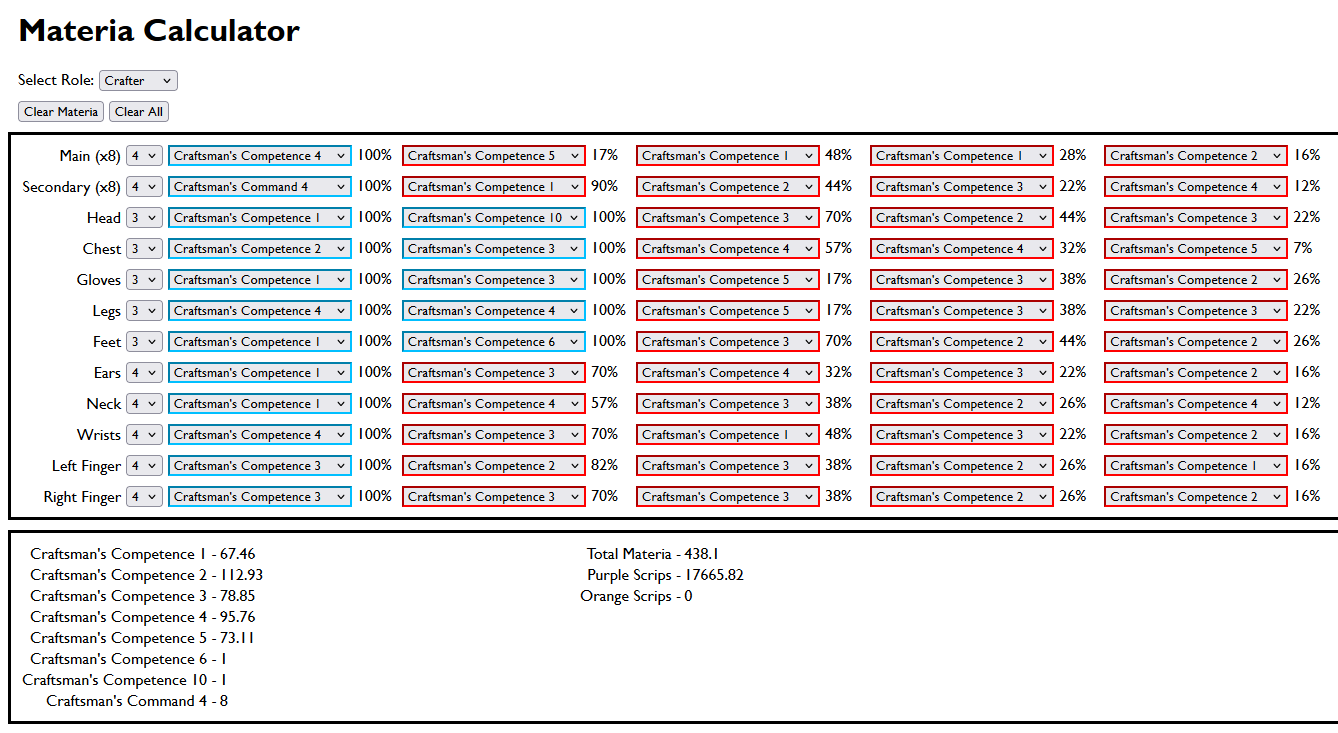 Materia Calculator
Select Role: Crafter
Clear Materia Clear All
Main (x8) 4 Craftsman's Competence 4 100% Craftsman's Competence 5 17% Craftsman's Competence 1 48% Craftsman's Competence 1 28% Craftsman's Competence 2 16%
Secondary (x8) 4 Craftsman's Command 4 100% Craftsman's Competence 1 90% Craftsman's Competence 2 44% Craftsman's Competence 3 22% Craftsman's Competence 4 12%
Head 3 Craftsman's Competence 1 100% Craftsman's Competence 10 100% Craftsman's Competence 3 70% Craftsman's Competence 2 44% Craftsman's Competence 3 22%
Chest 3 Craftsman's Competence 2 100% Craftsman's Competence 3 100% Craftsman's Competence 4 57% Craftsman's Competence 4 32% Craftsman's Competence 5 7%
Gloves 3 Craftsman's Competence 1 100% Craftsman's Competence 3 100% Craftsman's Competence 5 17% Craftsman's Competence 3 38% Craftsman's Competence 2 26%
Legs 3 Craftsman's Competence 4 100% Craftsman's Competence 4 100% Craftsman's Competence 5 17% Craftsman's Competence 3 38% Craftsman's Competence 3 22%
Feet 3 Craftsman's Competence 1 100% Craftsman's Competence 6 100% Craftsman's Competence 3 70% Craftsman's Competence 2 44% Craftsman's Competence 2 26%
Ears 4 Craftsman's Competence 1 100% Craftsman's Competence 3 70% Craftsman's Competence 4 32% Craftsman's Competence 3 22% Craftsman's Competence 2 16%
Neck 4 Craftsman's Competence 1 100% Craftsman's Competence 4 57% Craftsman's Competence 3 38% Craftsman's Competence 2 26% Craftsman's Competence 4 12%
Wrists 4 Craftsman's Competence 4 100% Craftsman's Competence 3 70% Craftsman's Competence 1 48% Craftsman's Competence 3 22% Craftsman's Competence 2 16%
Left Finger 4 Craftsman's Competence 3 100% Craftsman's Competence 2 82% Craftsman's Competence 3 38% Craftsman's Competence 2 26% Craftsman's Competence 1 16%
Right Finger 4 Craftsman's Competence 3 100% Craftsman's Competence 3 70% Craftsman's Competence 3 38% Craftsman's Competence 2 26% Craftsman's Competence 2 16%
Craftsman's Competence 1 - 67.46
Craftsman's Competence 2 - 112.93
Craftsman's Competence 3 - 78.85
Craftsman's Competence 4 - 95.76
Craftsman's Competence 5 - 73.11
Craftsman's Competence 6 - 1
Craftsman's Competence 10 - 1
Craftsman's Command 4 - 8
Total Materia - 438.1
Purple Scrips - 17665.82
Orange Scrips - 0